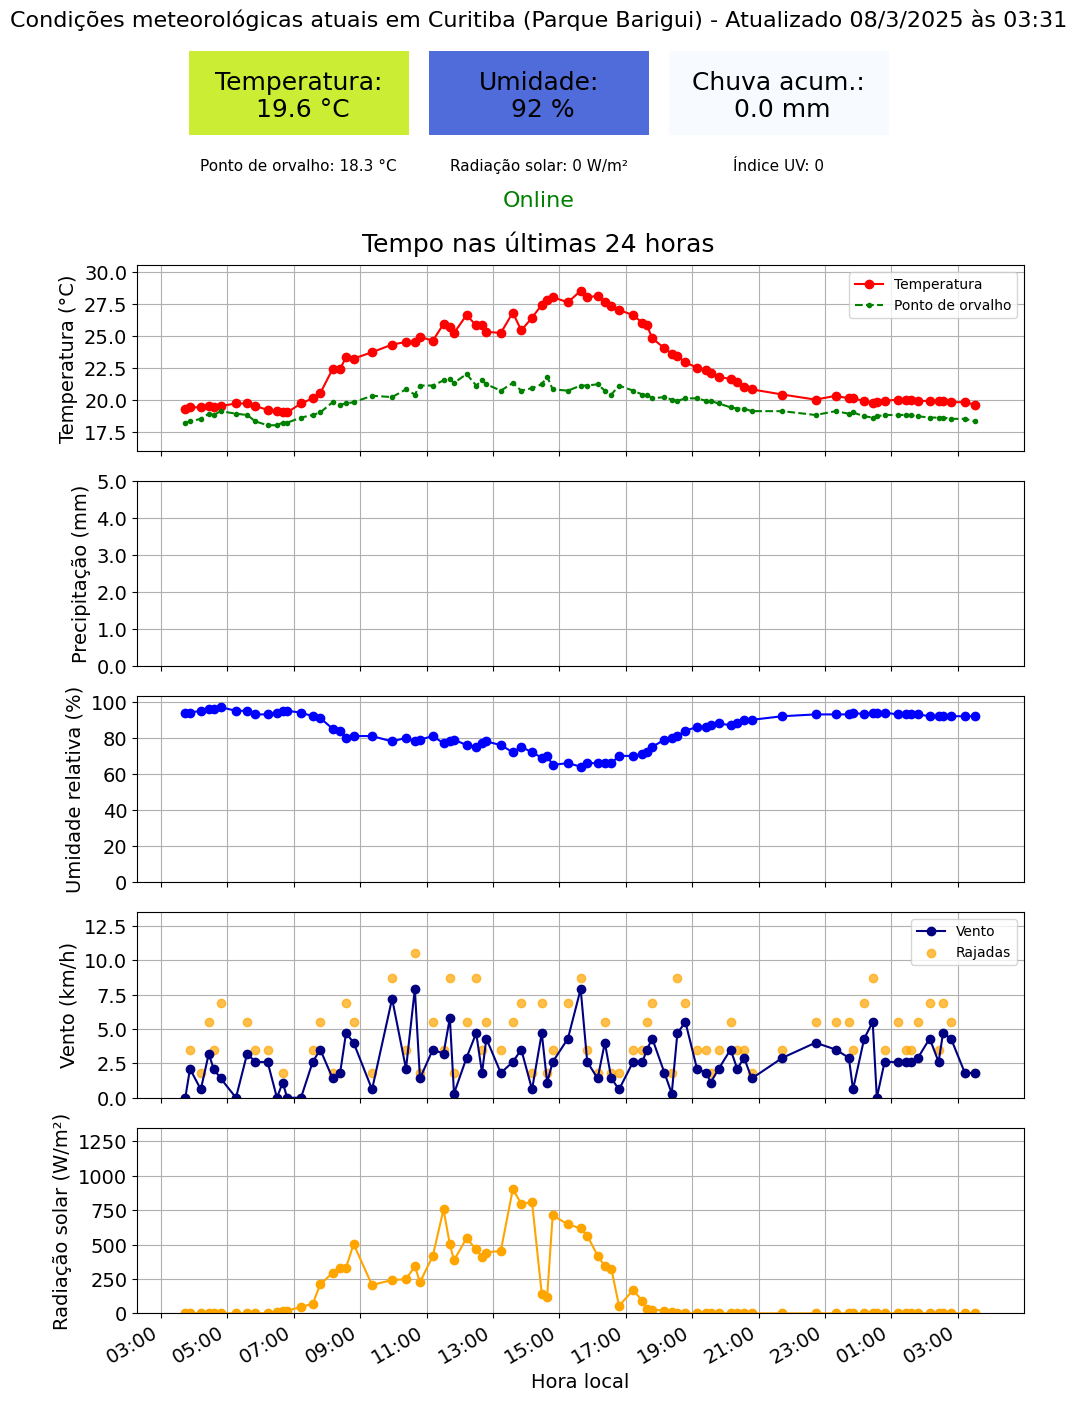 Condições meteorológicas atuais em Curitiba (Parque Barigui) - Atualizado 08/3/2025 às 03:31
Temperatura:
19.6 °C
Umidade:
92 %
Chuva acum.:
0.0 mm
Ponto de orvalho: 18.3 °C
Radiação solar: 0 W/m²
Índice UV: 0
Online
Tempo nas últimas 24 horas
Temperatura (°C)
30.0
27.5
25.0
22.5
20.0
17.5
Temperatura
Ponto de orvalho
Precipitação (mm)
5.0
4.0
3.0
2.0
1.0
0.0
Umidade relativa (%)
100
80
60
40
20
0
Vento (km/h)
12.5
10.0
7.5
5.0
2.5
0.0
Vento
Rajadas
Radiação solar (W/m²)
1250
1000
750
500
250
0
03:00
05:00
07:00
09:00
11:00
13:00
15:00
17:00
19:00
21:00
23:00
01:00
03:00
Hora local